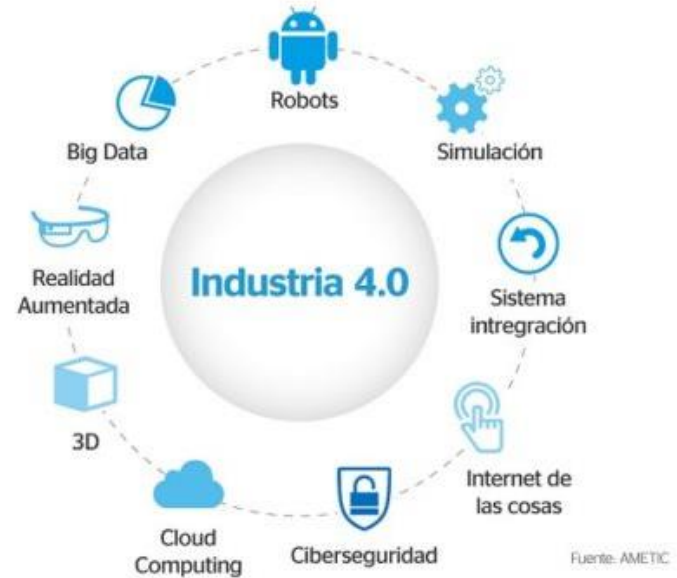 Robots
Big Data
Simulación
Realidad
Aumentada
Industria 4.0
Sistema
intregración
3D
Internet de
las cosas
Cloud
Computing
Ciberseguridad
Fuente: AMETIC